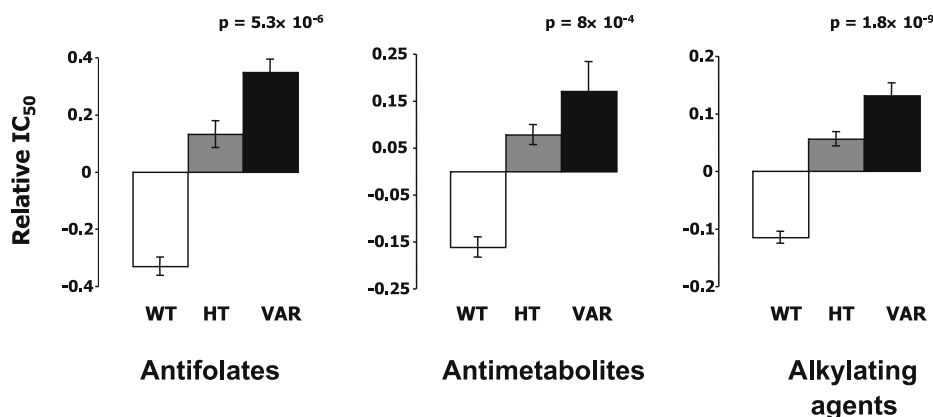 p = 5.3× 10⁻⁶
p = 8× 10⁻⁴
p = 1.8× 10⁻⁹
Relative IC₅₀
0.4
0.2
0
-0.2
-0.4
WT HT VAR
Antifolates
0.25
0.15
0.05
-0.05
-0.15
-0.25
WT HT VAR
Antimetabolites
0.2
0.1
0
-0.1
-0.2
WT HT VAR
Alkylating
agents